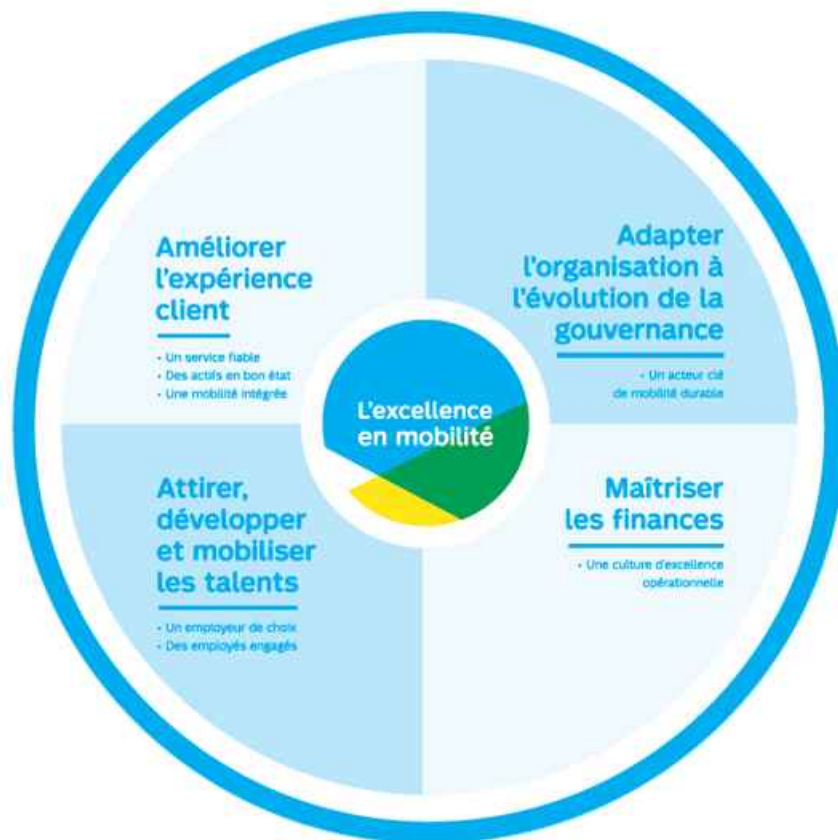 Améliorer
l'expérience
client
• Un service fiable
• Des actifs en bon état
• Une mobilité intégrée
Adapter
l'organisation à
l'évolution de la
gouvernance
• Un acteur clé
de mobilité durable
L'excellence
en mobilité
Attirer,
développer
et mobiliser
les talents
• Un employeur de choix
• Des employés engagés
Maîtriser
les finances
• Une culture d'excellence
opérationnelle